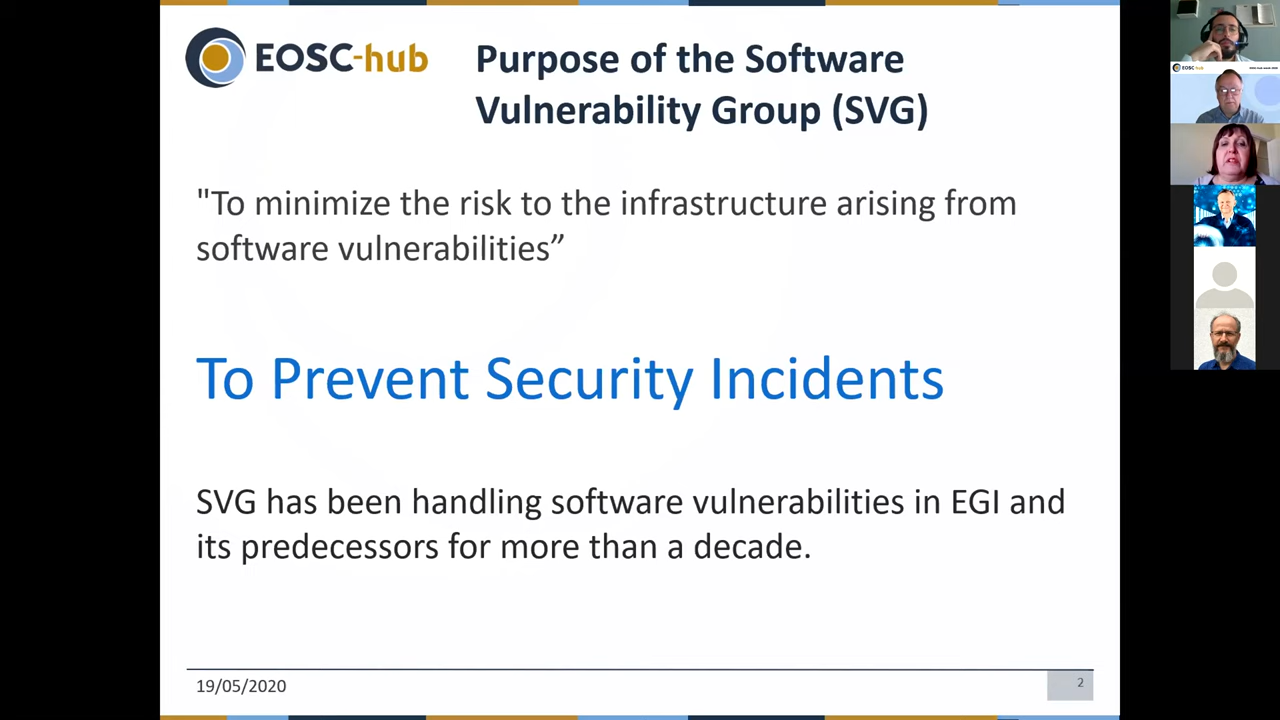 EOSC-hub
Purpose of the Software
Vulnerability Group (SVG)
"To minimize the risk to the infrastructure arising from
software vulnerabilities”
To Prevent Security Incidents
SVG has been handling software vulnerabilities in EGI and
its predecessors for more than a decade.
19/05/2020
2
EOSC-hub